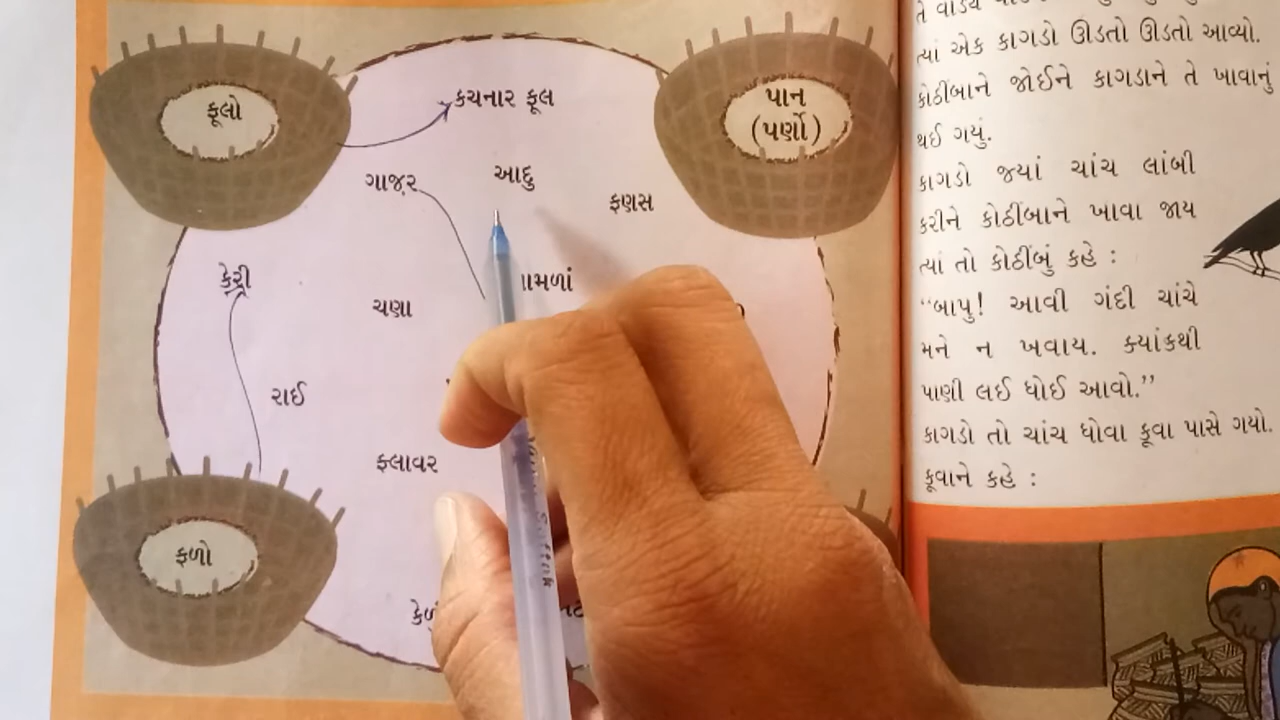 ફૂલો
પાન
(પર્ણો)
કચનાર ફૂલ
ગાજર
આદુ
ફણસ
કેરી
ચણા
રાઈ
ફ્લાવર
ફળો
ત્યાં એક કાગડો ઊડતો ઊડતો આવ્યો.
કોઠીંબાને જોઈને કાગડાને તે ખાવાનું
થઈ ગયું.
કાગડો જ્યાં ચાંચ લાંબી
કરીને કોઠીંબાને ખાવા જાય
ત્યાં તો કોઠીંબું કહે :
“બાપુ! આવી ગંદી ચાંચે
મને ન ખવાય. ક્યાંકથી
પાણી લઈ ધોઈ આવો.”
કાગડો તો ચાંચ ધોવા કૂવા પાસે ગયો.
કૂવાને કહે :